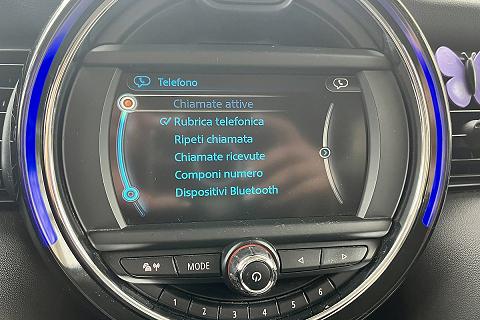 Telefono
Chiamate attive
Rubrica telefonica
Ripeti chiamata
Chiamate ricevute
Componi numero
Dispositivi Bluetooth
MODE
1 2 3 4 5 6